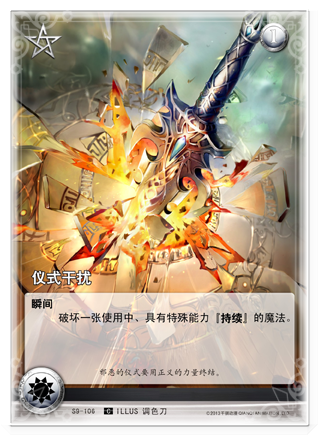 1
仪式干扰
瞬间
破坏一张使用中、具有特殊能力『持续』的魔法。
邪恶的仪式要用正义的力量终结。
S9-106 C ILLUS 调色刀